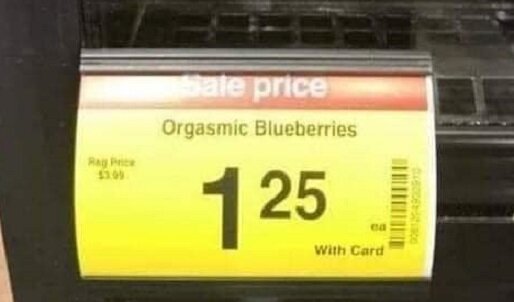 Sale price
Orgasmic Blueberries
Reg Price
$3.99
1 25
ea
With Card